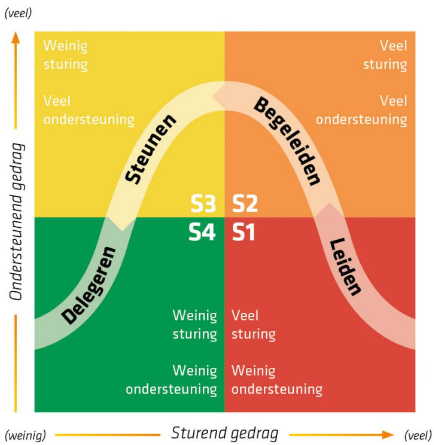 (veel)
Ondersteunend gedrag
Weinig
sturing
Veel
ondersteuning
Steunen
S3
Veel
sturing
Veel
ondersteuning
Begeleiden
S2
Delegeren
S4
Weinig
sturing
Weinig
ondersteuning
S1
Leiden
Veel
sturing
Weinig
ondersteuning
(weinig)
Sturend gedrag
(veel)